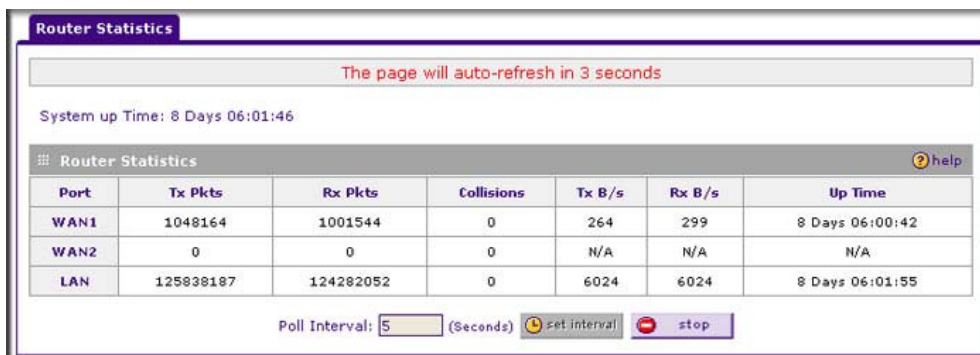 Router Statistics
The page will auto-refresh in 3 seconds
System up Time: 8 Days 06:01:46
Router Statistics help
Port Tx Pkts Rx Pkts Collisions Tx B/s Rx B/s Up Time
WAN1 1048164 1001544 0 264 299 8 Days 06:00:42
WAN2 0 0 0 N/A N/A N/A
LAN 125838187 124282052 0 6024 6024 8 Days 06:01:55
Poll Interval: 5 (Seconds) set interval stop